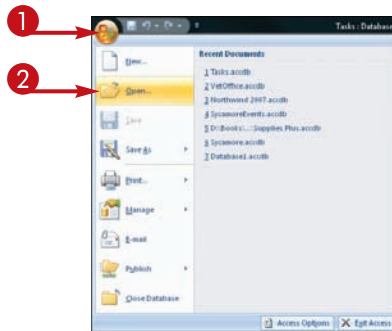 1
Tasks : Database
2
New...
Open...
Save
Save As
Print...
Manage
E-mail
Publish
Close Database
Recent Documents
1 Tasks.accdb
2 VetOffice.accdb
3 Northwind 2007.accdb
4 SycamoreEvents.accdb
5 D:\Books\...\Supplies Plus.accdb
6 Sycamore.accdb
7 Database1.accdb
Access Options
Exit Access